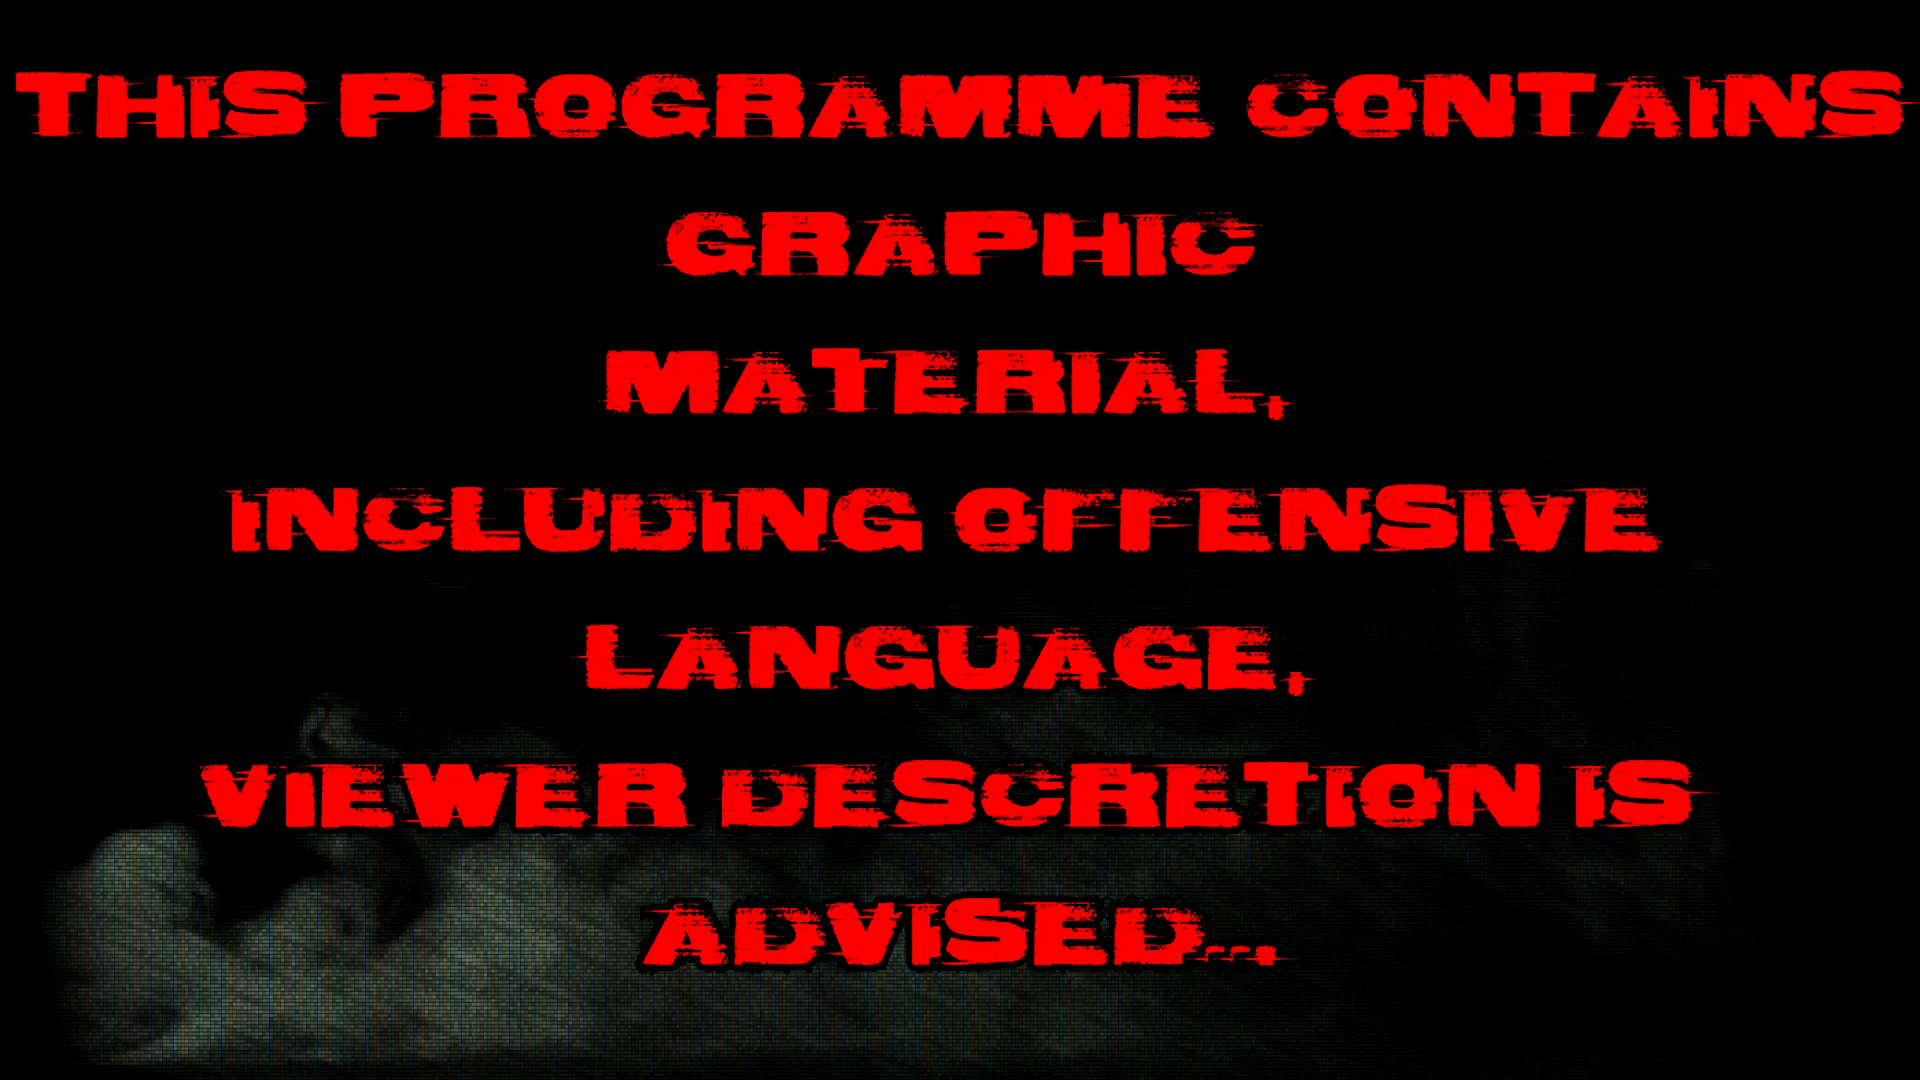 THIS PROGRAMME CONTAINS
GRAPHIC
MATERIAL,
INCLUDING OFFENSIVE
LANGUAGE,
VIEWER DESCRETION IS
ADVISED...